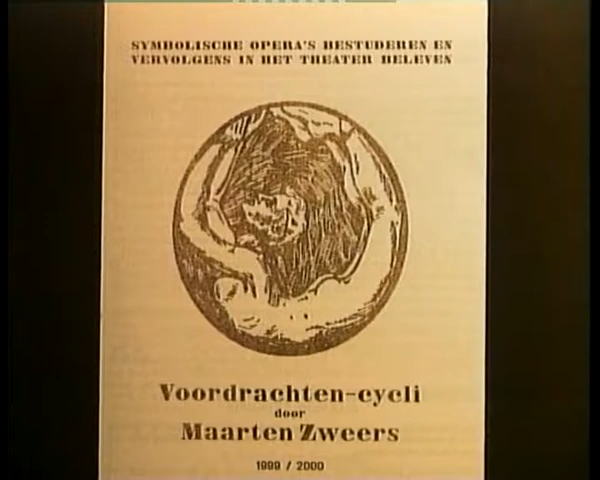 SYMBOLISCHE OPERA'S BESTUDEREN EN
VERVOLGENS IN HET THEATER BELEVEN
Voordrachten-cycli
door
Maarten Zweers
1999 / 2000